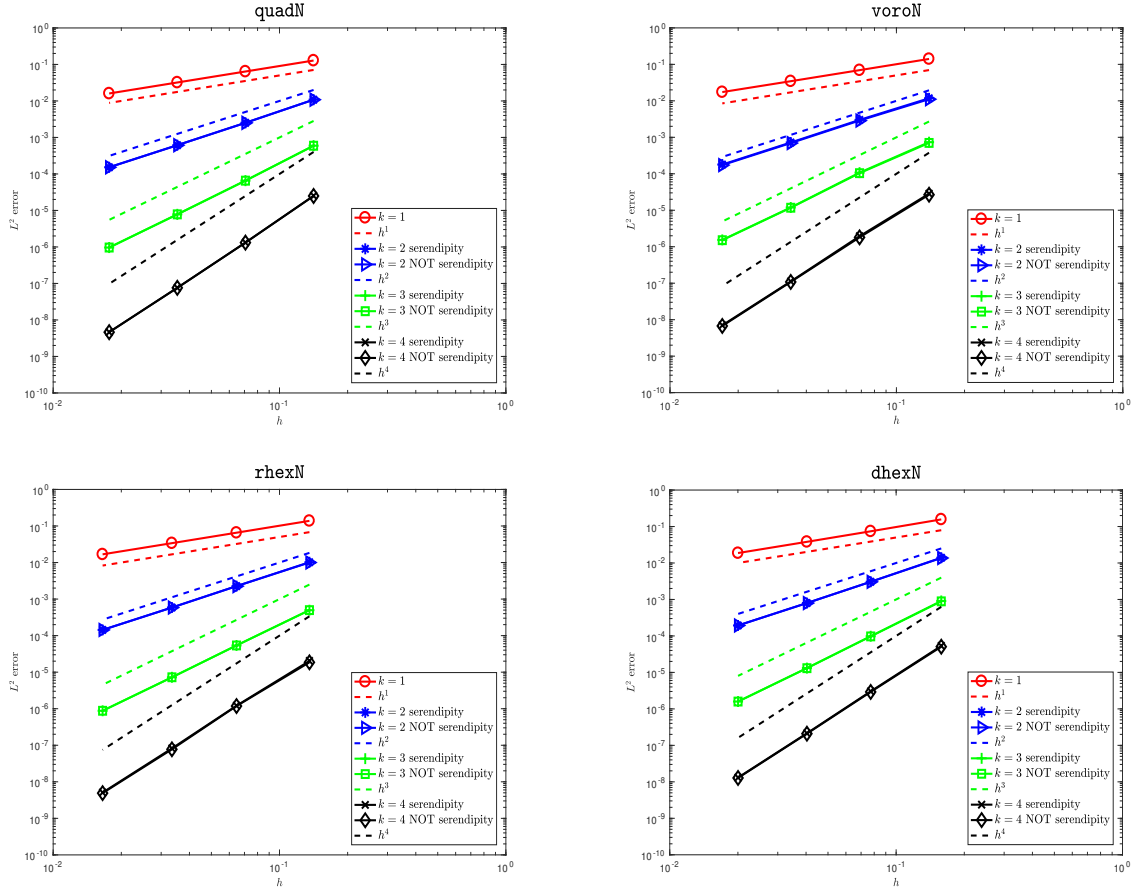 quadN
10^0
10^-1
10^-2
10^-3
10^-4
10^-5
10^-6
10^-7
10^-8
10^-9
10^-10
L^2 error
10^-2
10^-1
10^0
h
k = 1
h^1
k = 2 serendipity
k = 2 NOT serendipity
h^2
k = 3 serendipity
k = 3 NOT serendipity
h^3
k = 4 serendipity
k = 4 NOT serendipity
h^4
voroN
10^0
10^-1
10^-2
10^-3
10^-4
10^-5
10^-6
10^-7
10^-8
10^-9
10^-10
L^2 error
10^-2
10^-1
10^0
h
k = 1
h^1
k = 2 serendipity
k = 2 NOT serendipity
h^2
k = 3 serendipity
k = 3 NOT serendipity
h^3
k = 4 serendipity
k = 4 NOT serendipity
h^4
rhexN
10^0
10^-1
10^-2
10^-3
10^-4
10^-5
10^-6
10^-7
10^-8
10^-9
10^-10
L^2 error
10^-2
10^-1
10^0
h
k = 1
h^1
k = 2 serendipity
k = 2 NOT serendipity
h^2
k = 3 serendipity
k = 3 NOT serendipity
h^3
k = 4 serendipity
k = 4 NOT serendipity
h^4
dhexN
10^0
10^-1
10^-2
10^-3
10^-4
10^-5
10^-6
10^-7
10^-8
10^-9
10^-10
L^2 error
10^-2
10^-1
10^0
h
k = 1
h^1
k = 2 serendipity
k = 2 NOT serendipity
h^2
k = 3 serendipity
k = 3 NOT serendipity
h^3
k = 4 serendipity
k = 4 NOT serendipity
h^4